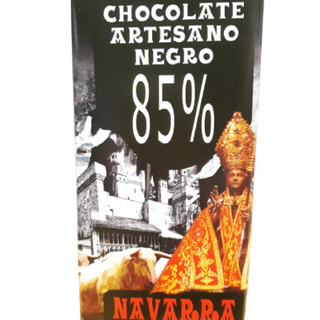 CHOCOLATE
ARTESANO
NEGRO
85%
NAVARRA